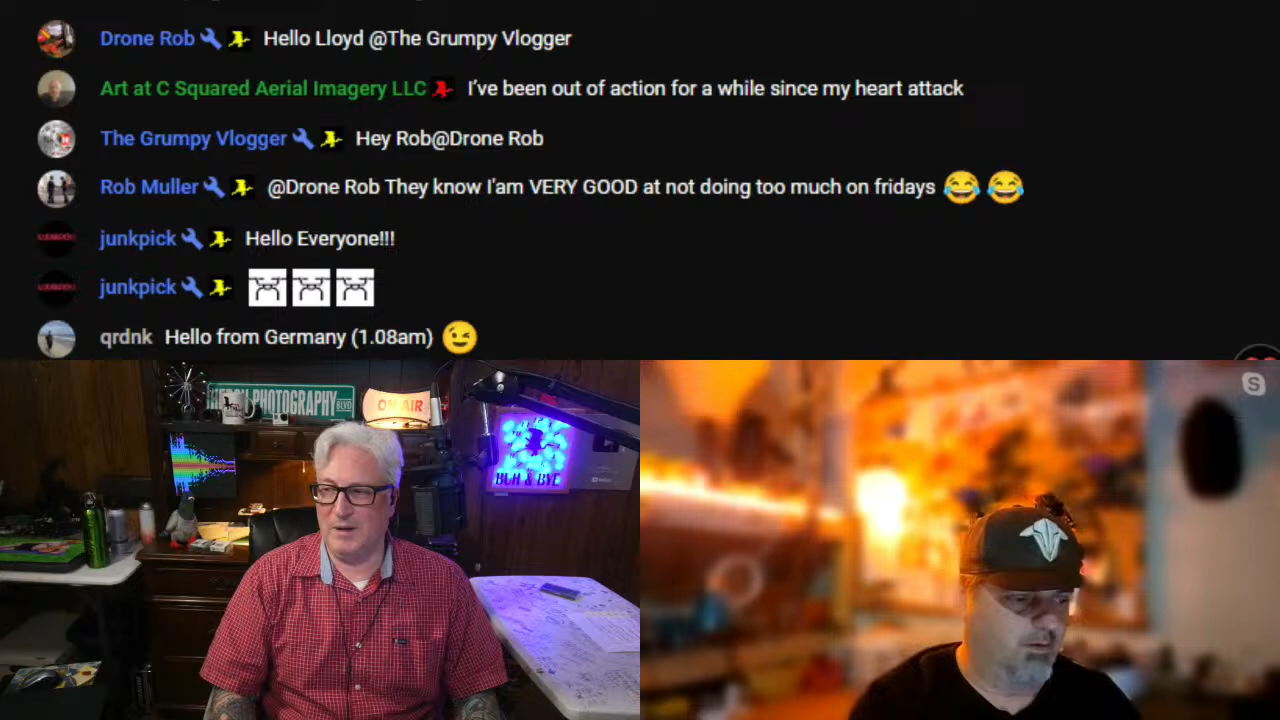 Drone Rob Hello Lloyd @The Grumpy Vlogger
Art at C Squared Aerial Imagery LLC I've been out of action for a while since my heart attack
The Grumpy Vlogger Hey Rob@Drone Rob
Rob Muller @Drone Rob They know I'am VERY GOOD at not doing too much on fridays 😂 😂
junkpick Hello Everyone!!!
junkpick
qrdnk Hello from Germany (1.08am) 😉
PHOTOGRAPHY BLVD
ON AIR
BUH & BYE
S